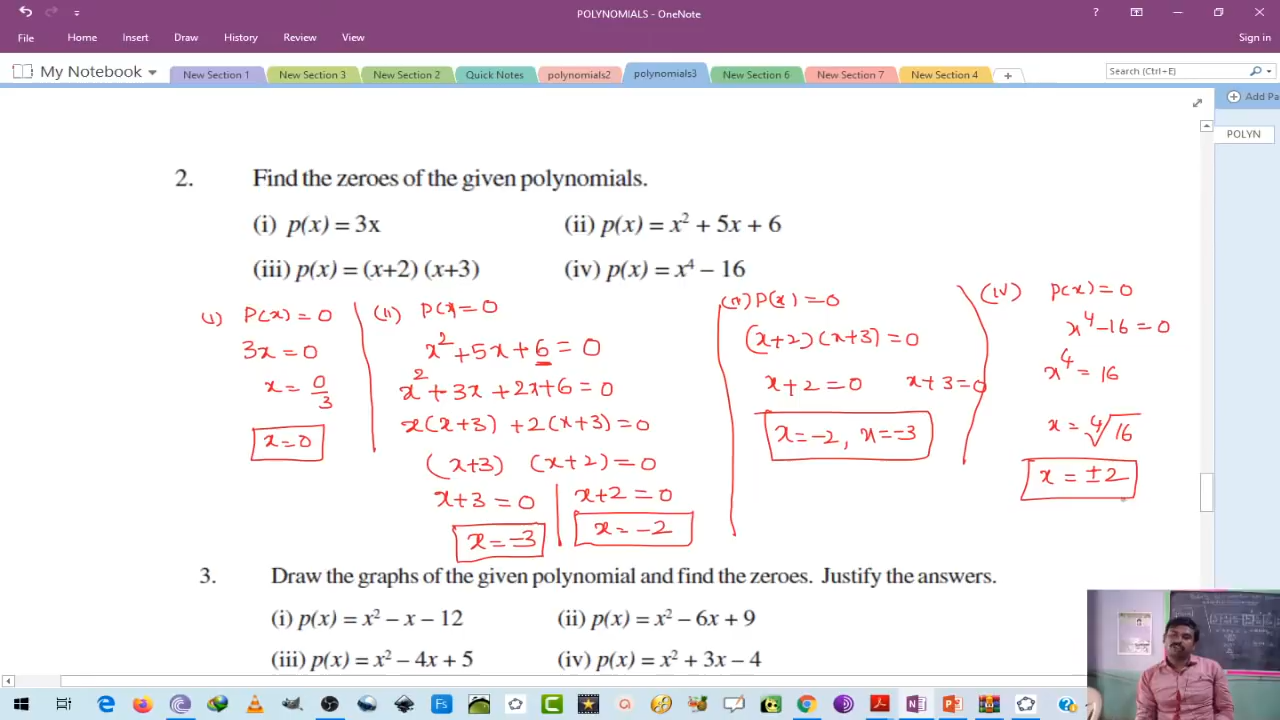 POLYNOMIALS - OneNote
File Home Insert Draw History Review View
Sign in
My Notebook
New Section 1 New Section 3 New Section 2 Quick Notes polynomials2 polynomials3 New Section 6 New Section 7 New Section 4
Search (Ctrl+E)
Add Pa
POLYN
2. Find the zeroes of the given polynomials.
(i) p(x) = 3x (ii) p(x) = x² + 5x + 6
(iii) p(x) = (x+2) (x+3) (iv) p(x) = x⁴ – 16
(i) P(x) = 0
3x = 0
x = 0/3
x = 0
(ii) P(x) = 0
x² + 5x + 6 = 0
x² + 3x + 2x + 6 = 0
x(x+3) + 2(x+3) = 0
(x+3) (x+2) = 0
x+3 = 0 x+2 = 0
x = -3 x = -2
P(x) = 0
(x+2)(x+3) = 0
x+2 = 0 x+3 = 0
x = -2, x = -3
(iv) P(x) = 0
x⁴ - 16 = 0
x⁴ = 16
x = ∜16
x = ±2
3. Draw the graphs of the given polynomial and find the zeroes. Justify the answers.
(i) p(x) = x² – x – 12 (ii) p(x) = x² – 6x + 9
(iii) p(x) = x² – 4x + 5 (iv) p(x) = x² + 3x – 4